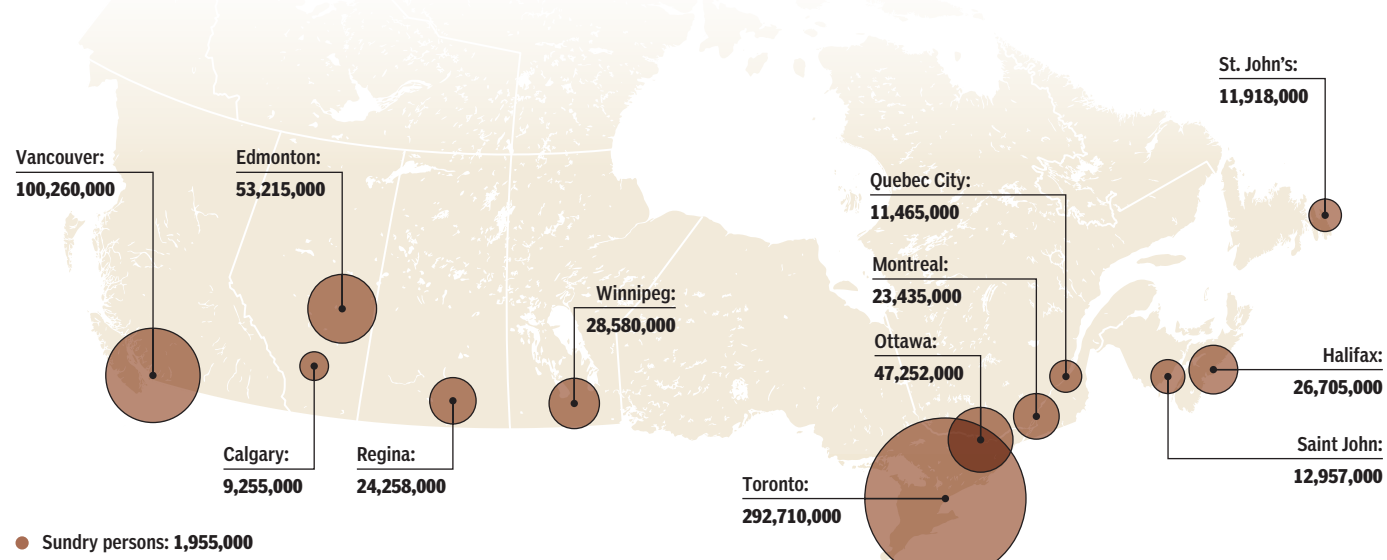 St. John’s:
11,918,000
Vancouver:
100,260,000
Edmonton:
53,215,000
Quebec City:
11,465,000
Montreal:
23,435,000
Winnipeg:
28,580,000
Ottawa:
47,252,000
Halifax:
26,705,000
Calgary:
9,255,000
Regina:
24,258,000
Saint John:
12,957,000
Toronto:
292,710,000
Sundry persons: 1,955,000